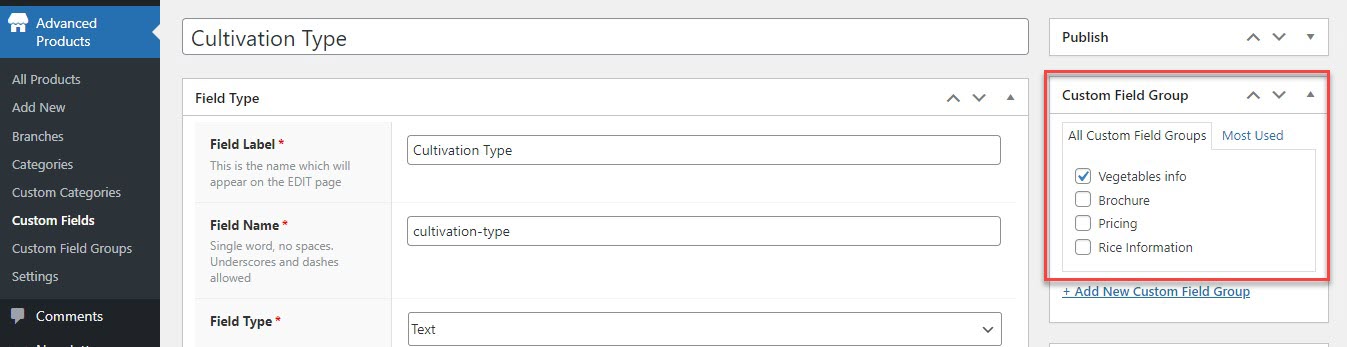 Advanced
Products
All Products
Add New
Branches
Categories
Custom Categories
Custom Fields
Custom Field Groups
Settings
Comments
Cultivation Type
Field Type
Field Label *
This is the name which will
appear on the EDIT page
Cultivation Type
Field Name *
Single word, no spaces.
Underscores and dashes
allowed
cultivation-type
Field Type *
Text
Publish
Custom Field Group
All Custom Field Groups
Most Used
Vegetables info
Brochure
Pricing
Rice Information
+ Add New Custom Field Group